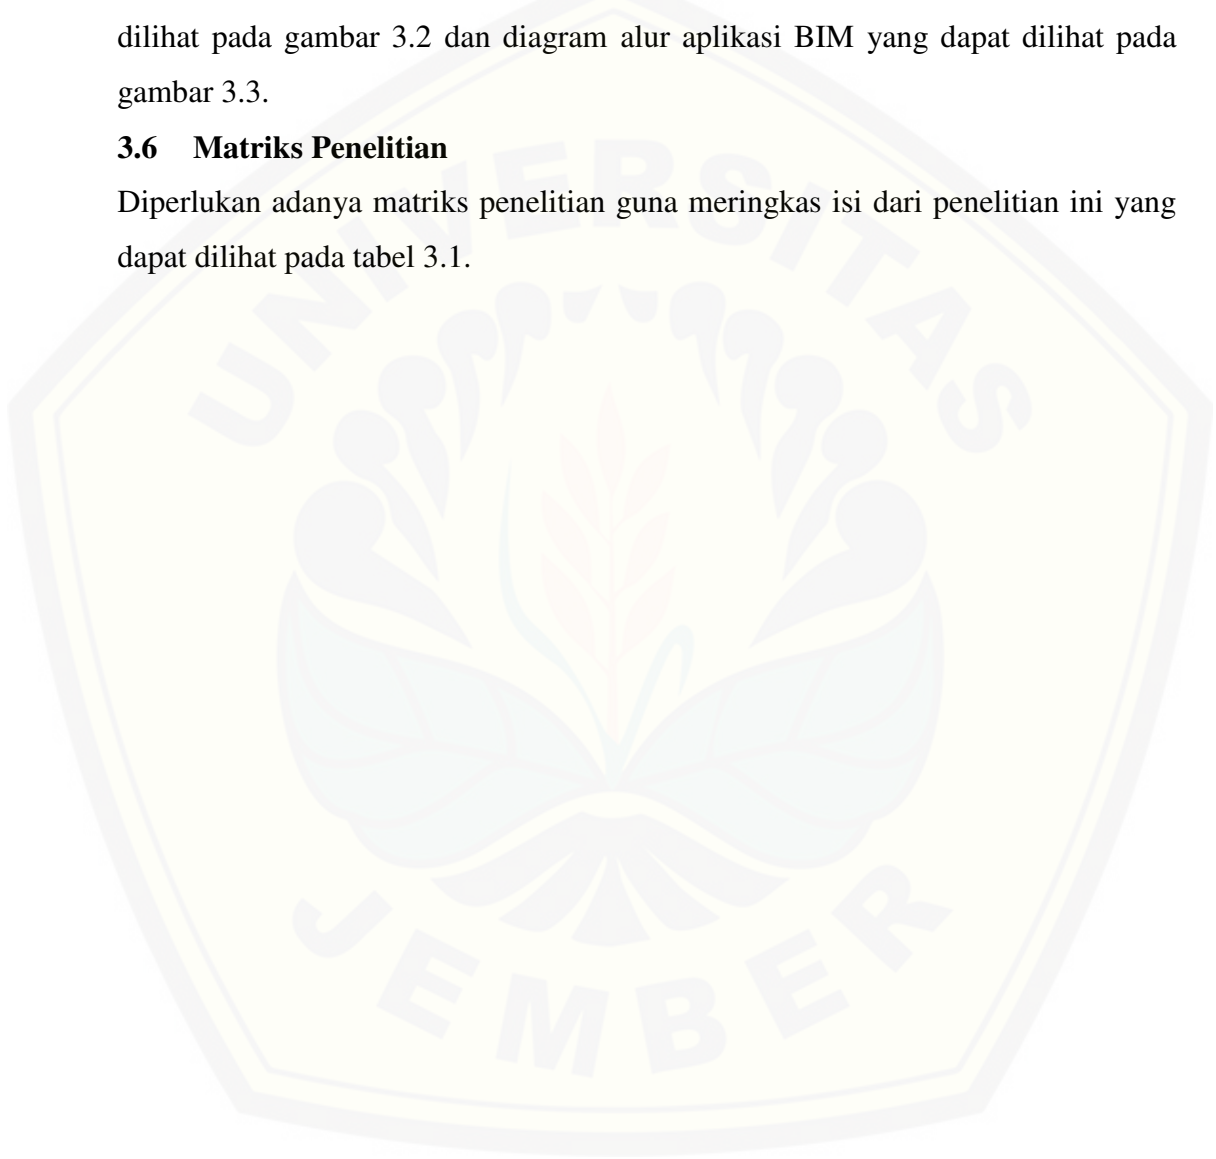 dilihat pada gambar 3.2 dan diagram alur aplikasi BIM yang dapat dilihat pada
gambar 3.3.
3.6 Matriks Penelitian
Diperlukan adanya matriks penelitian guna meringkas isi dari penelitian ini yang
dapat dilihat pada tabel 3.1.
UNIVERSITAS
JEMBER